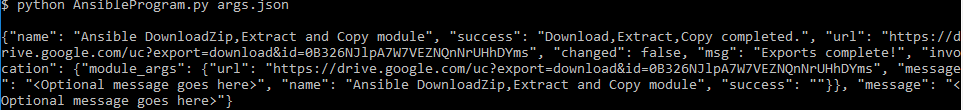 $ python AnsibleProgram.py args.json
{"name": "Ansible DownloadZip,Extract and Copy module", "success": "Download,Extract,Copy completed.", "url": "https://d
rive.google.com/uc?export=download&id=0B326NJlpA7W7VEZNQnNrUHhDYms", "changed": false, "msg": "Exports complete!", "invo
cation": {"module_args": {"url": "https://drive.google.com/uc?export=download&id=0B326NJlpA7W7VEZNQnNrUHhDYms", "message
": "<Optional message goes here>", "name": "Ansible DownloadZip,Extract and Copy module", "success": ""}}, "message": "<
Optional message goes here>"}